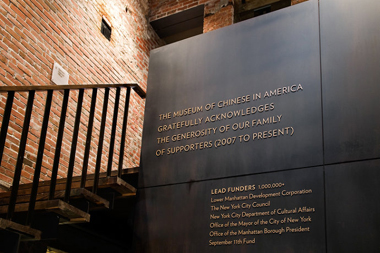 THE MUSEUM OF CHINESE IN AMERICA
GRATEFULLY ACKNOWLEDGES
THE GENEROSITY OF OUR FAMILY
OF SUPPORTERS (2007 TO PRESENT)
LEAD FUNDERS 1,000,000+
Lower Manhattan Development Corporation
The New York City Council
New York City Department of Cultural Affairs
Office of the Mayor of the City of New York
Office of the Manhattan Borough President
September 11th Fund